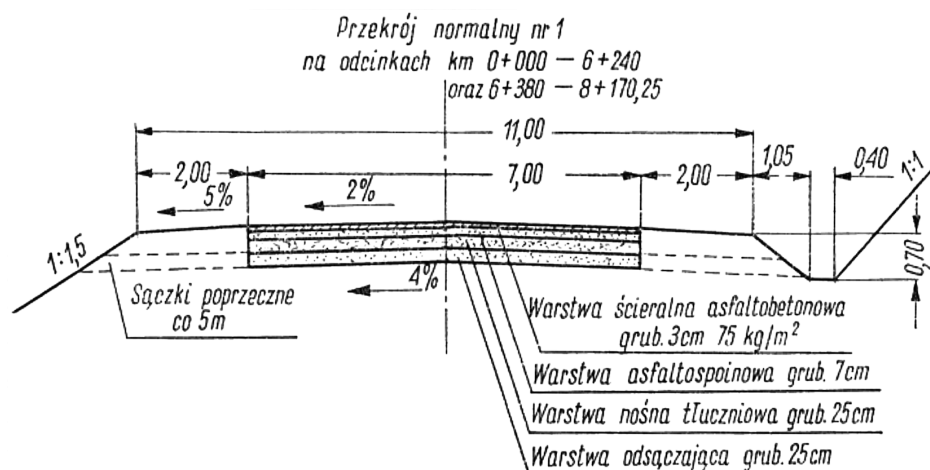 Przekrój normalny nr 1
na odcinkach km 0+000 — 6+240
oraz 6+380 — 8+170,25
11,00
2,00
7,00
2,00
1,05
0,40
1:1
5%
2%
0,70
1:1,5
4%
Sączki poprzeczne
co 5m
Warstwa ścieralna asfaltobetonowa
grub. 3cm 75 kg/m²
Warstwa asfaltospoinowa grub. 7cm
Warstwa nośna tłuczniowa grub. 25cm
Warstwa odsączająca grub. 25cm